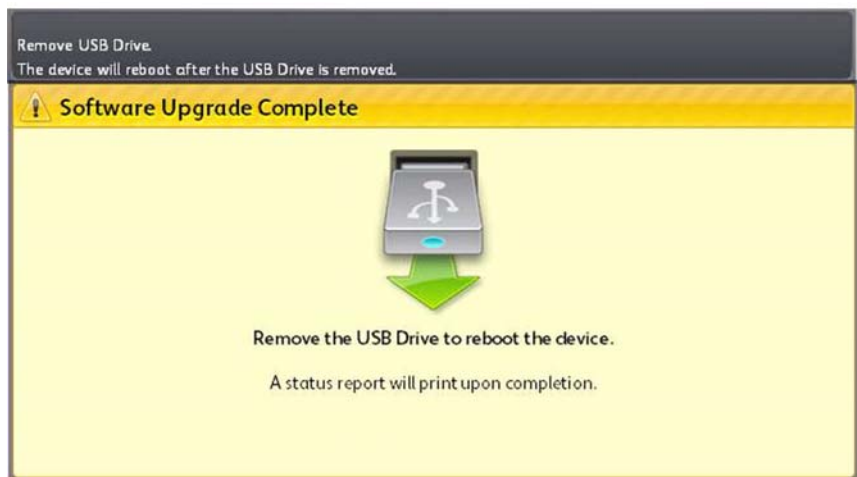 Remove USB Drive.
The device will reboot after the USB Drive is removed.
Software Upgrade Complete
Remove the USB Drive to reboot the device.
A status report will print upon completion.